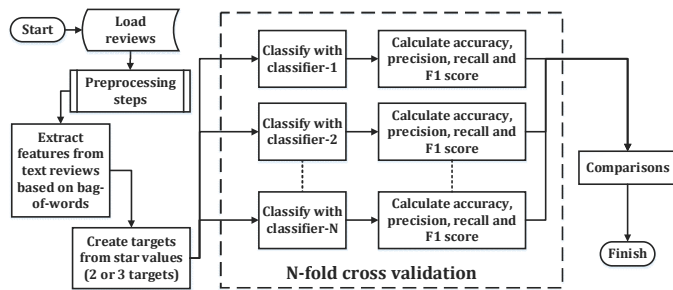 Start
Load
reviews
Preprocessing
steps
Extract
features from
text reviews
based on bag-
of-words
Create targets
from star values
(2 or 3 targets)
Classify with
classifier-1
Calculate accuracy,
precision, recall and
F1 score
Classify with
classifier-2
Calculate accuracy,
precision, recall and
F1 score
Classify with
classifier-N
Calculate accuracy,
precision, recall and
F1 score
N-fold cross validation
Comparisons
Finish